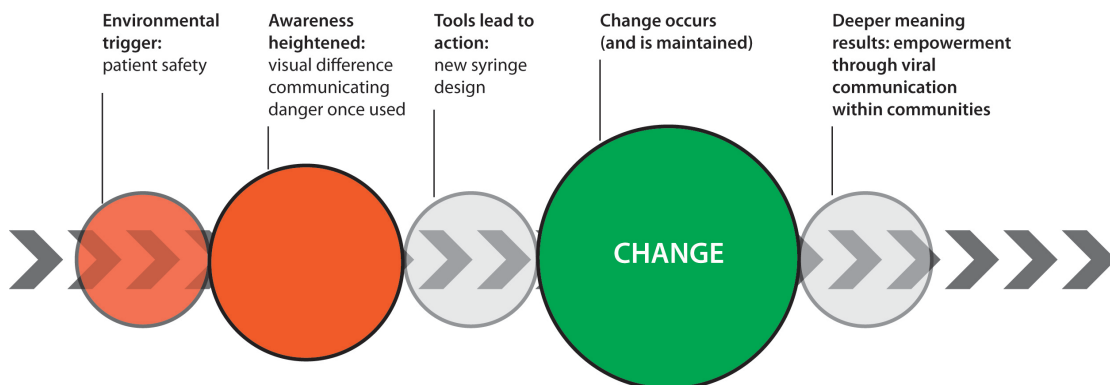 Environmental
trigger:
patient safety
Awareness
heightened:
visual difference
communicating
danger once used
Tools lead to
action:
new syringe
design
Change occurs
(and is maintained)
Deeper meaning
results: empowerment
through viral
communication
within communities
CHANGE